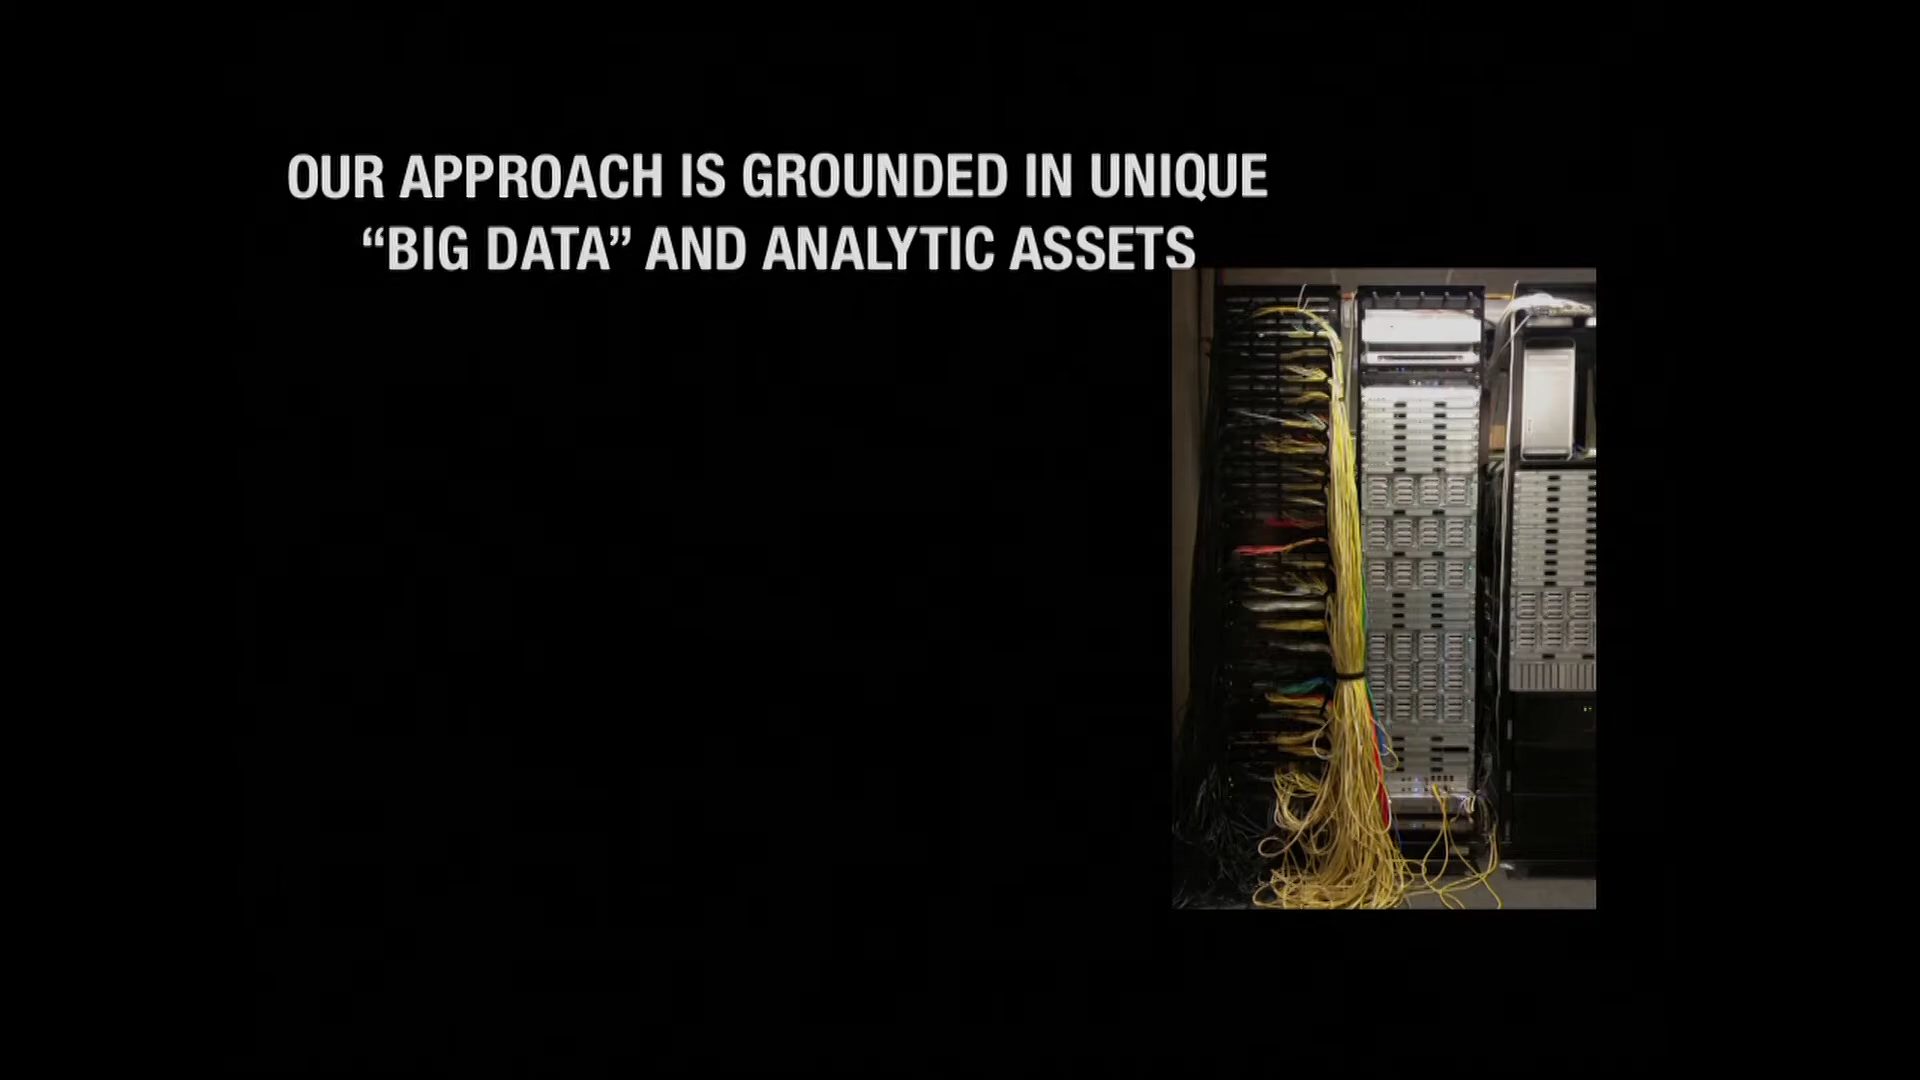 OUR APPROACH IS GROUNDED IN UNIQUE
“BIG DATA” AND ANALYTIC ASSETS